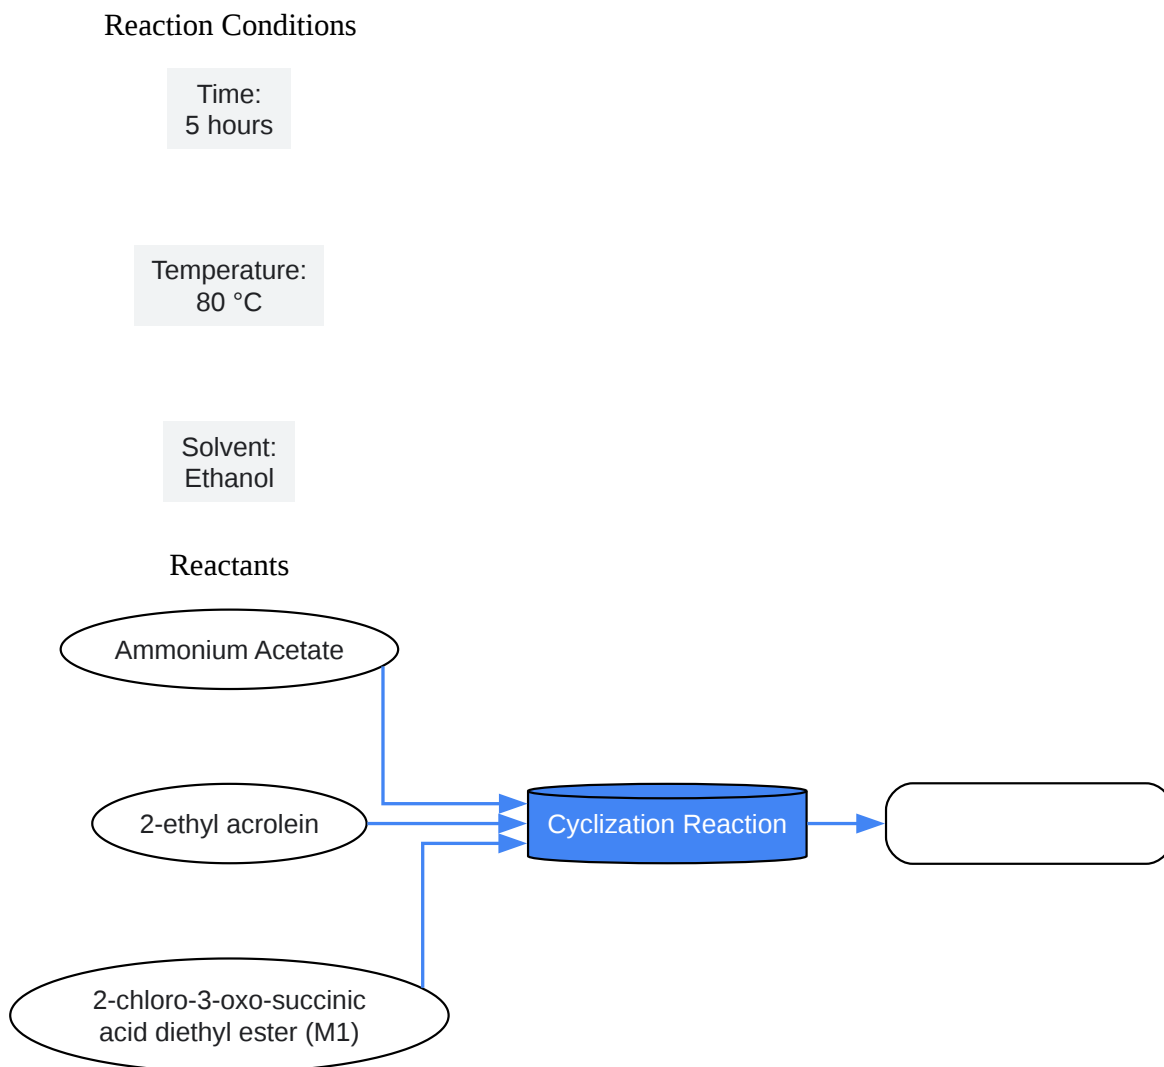 Reaction Conditions
Time:
5 hours
Temperature:
80 °C
Solvent:
Ethanol
Reactants
Ammonium Acetate
2-ethyl acrolein
Cyclization Reaction
2-chloro-3-oxo-succinic
acid diethyl ester (M1)